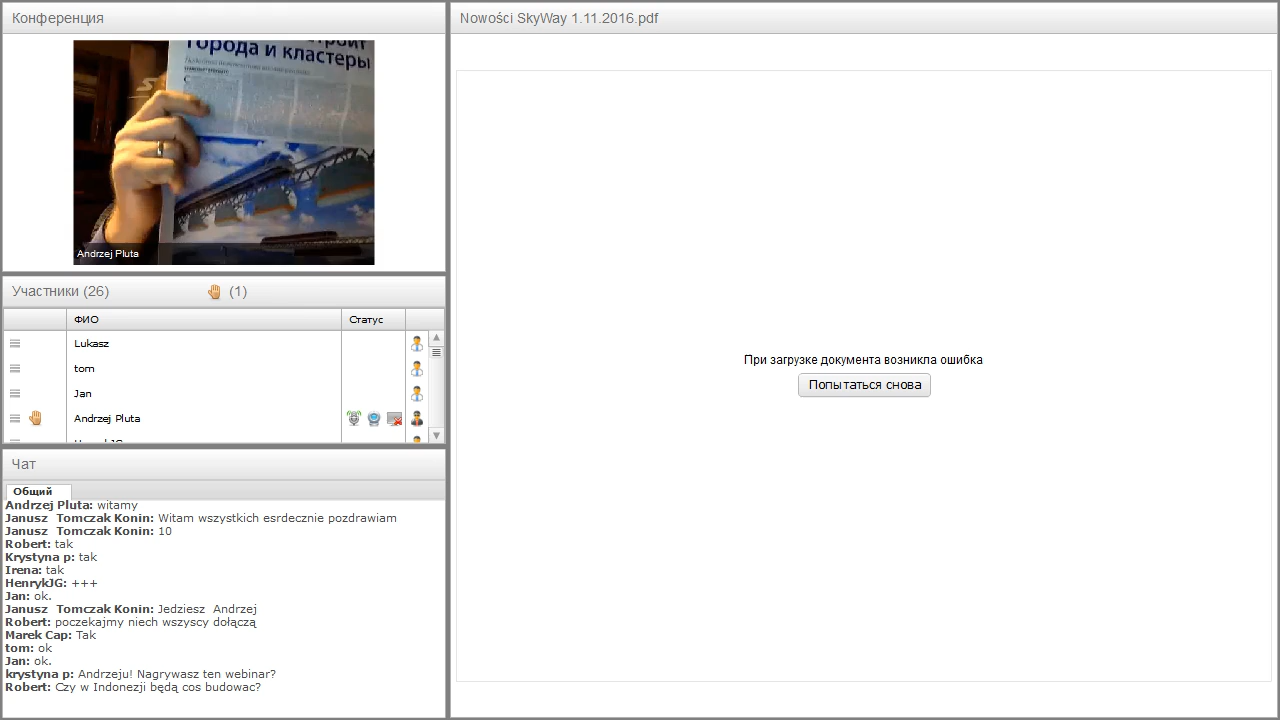 Конференция
города и кластеры
Andrzej Pluta
Участники (26)
(1)
ФИО
Статус
Lukasz
tom
Jan
Andrzej Pluta
Чат
Общий
Andrzej Pluta: witamy
Janusz Tomczak Konin: Witam wszystkich esrdecznie pozdrawiam
Janusz Tomczak Konin: 10
Robert: tak
Krystyna p: tak
Irena: tak
HenrykJG: +++
Jan: ok.
Janusz Tomczak Konin: Jedziesz Andrzej
Robert: poczekajmy niech wszyscy dołączą
Marek Cap: Tak
tom: ok
Jan: ok.
krystyna p: Andrzeju! Nagrywasz ten webinar?
Robert: Czy w Indonezji będą cos budowac?
Nowości SkyWay 1.11.2016.pdf
При загрузке документа возникла ошибка
Попытаться снова